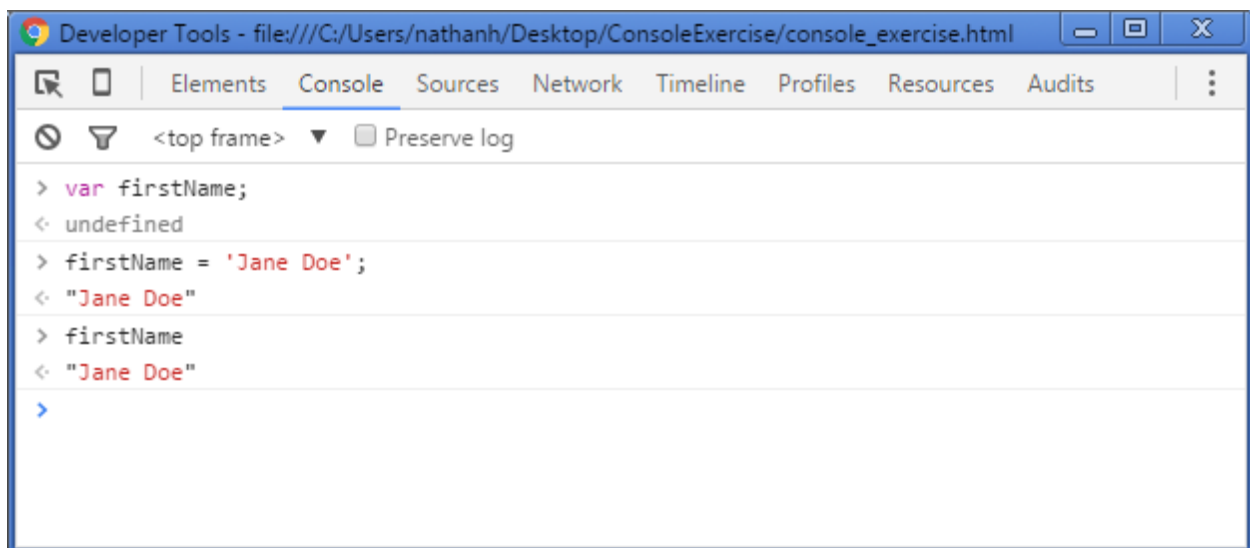 Developer Tools - file:///C:/Users/nathanh/Desktop/ConsoleExercise/console_exercise.html
Elements Console Sources Network Timeline Profiles Resources Audits
<top frame> ▼ Preserve log
> var firstName;
<· undefined
> firstName = 'Jane Doe';
<· "Jane Doe"
> firstName
<· "Jane Doe"
>